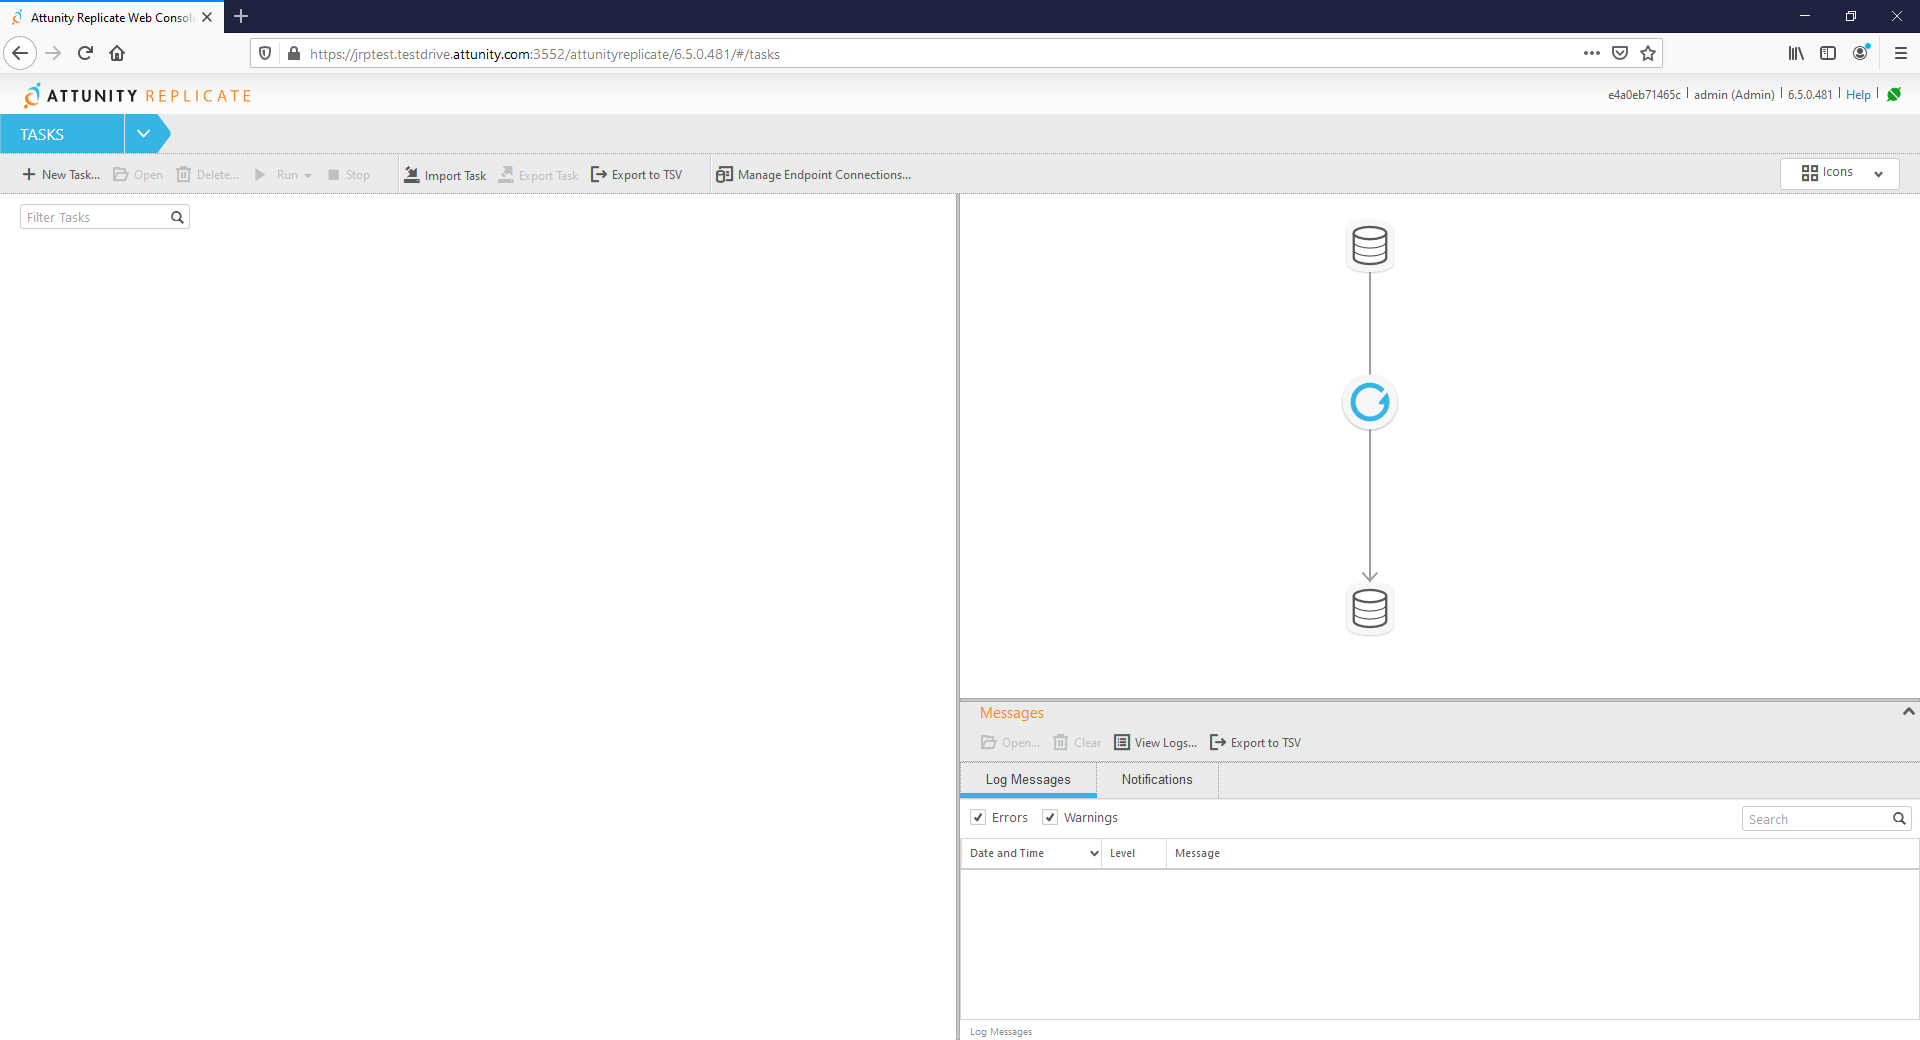 Attunity Replicate Web Consol
https://jrptest.testdrive.attunity.com:3552/attunityreplicate/6.5.0.481/#/tasks
ATTUNITY REPLICATE
e4a0eb71465c | admin (Admin) | 6.5.0.481 | Help |
TASKS
New Task... Open Delete... Run Stop Import Task Export Task Export to TSV Manage Endpoint Connections... Icons
Filter Tasks
Messages
Open... Clear View Logs... Export to TSV
Log Messages Notifications
Errors Warnings Search
Date and Time Level Message
Log Messages